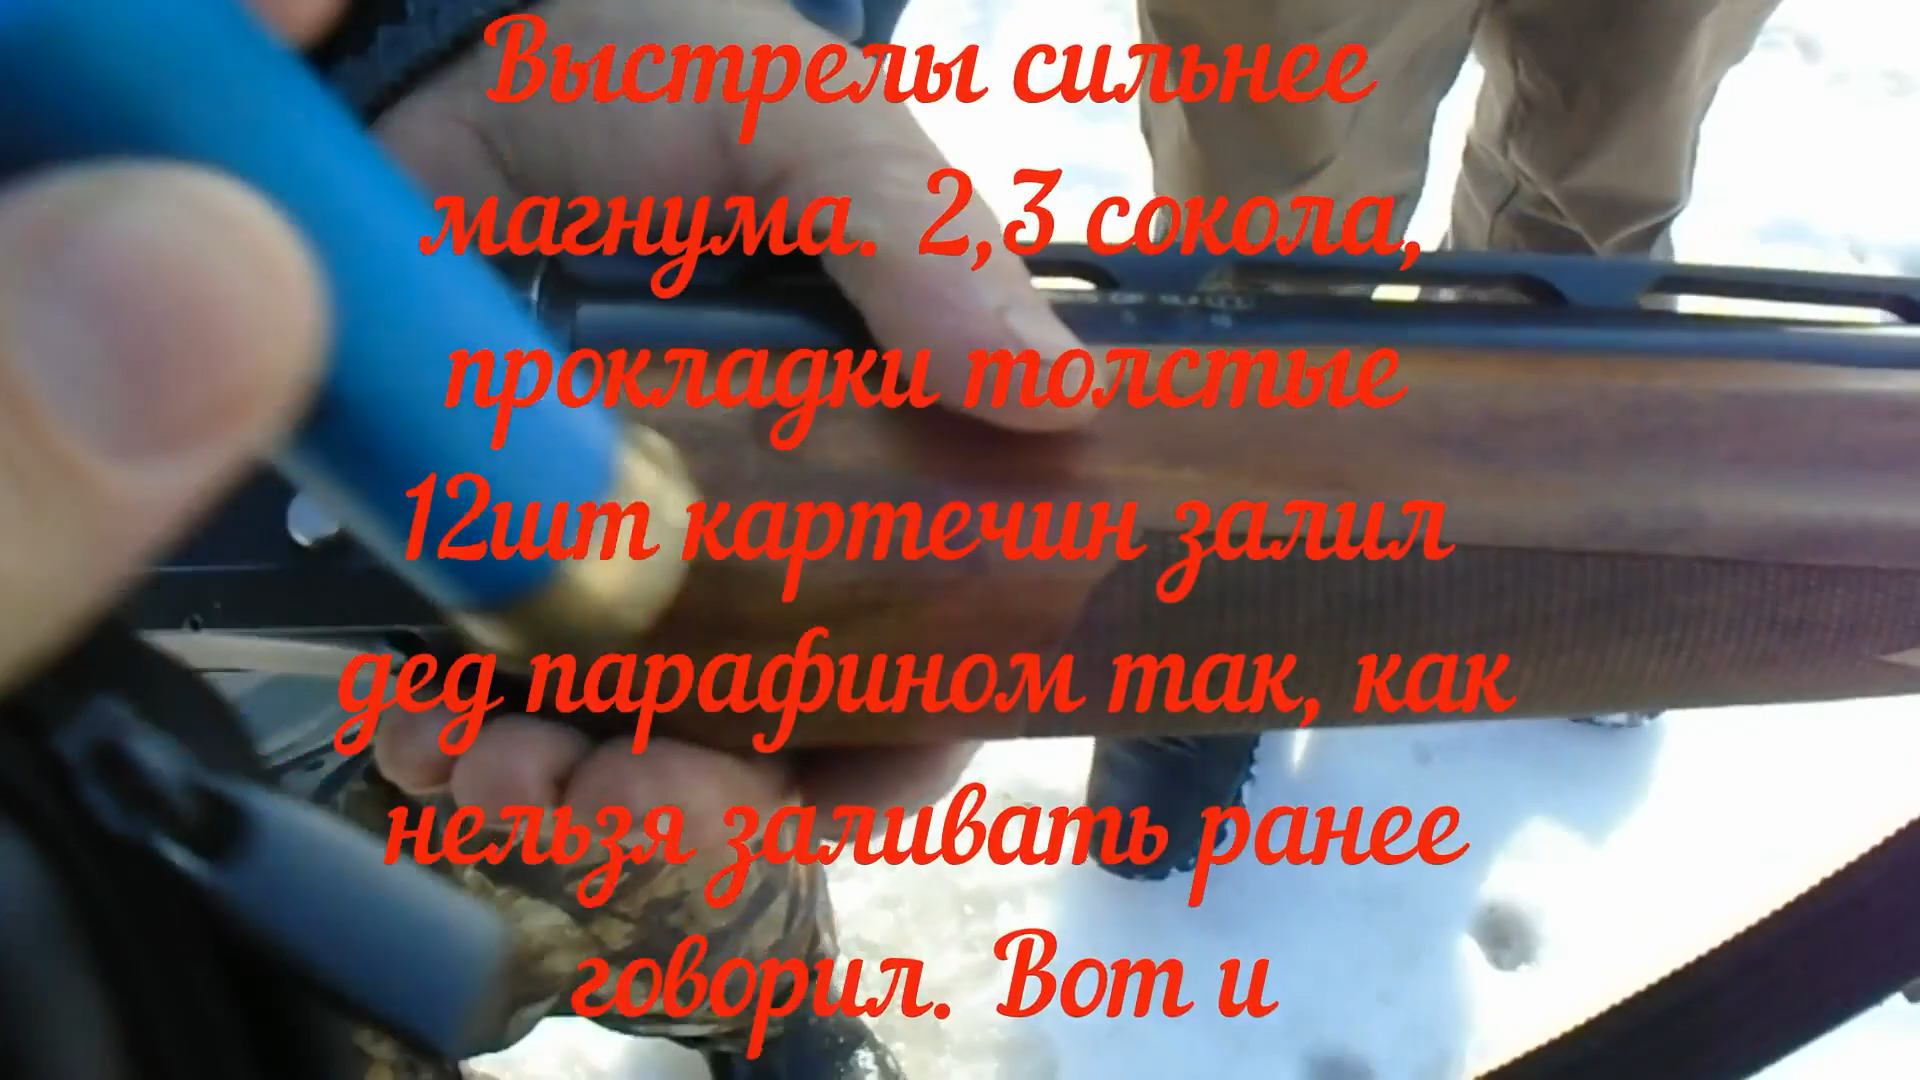 Выстрелы сильнее
магнума. 2,3 сокола,
прокладки толстые
12шт картечин залил
дед парафином так, как
нельзя заливать ранее
говорил. Вот и